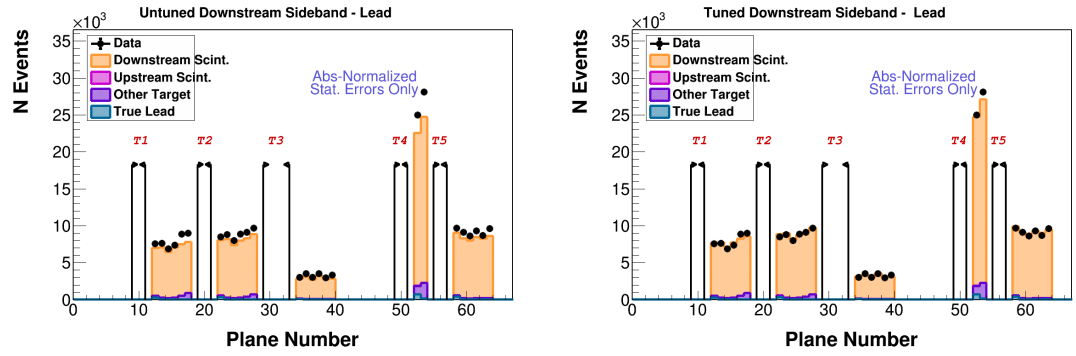 Untuned Downstream Sideband - Lead
×10³
N Events
35
30
25
20
15
10
5
0
Data
Downstream Scint.
Upstream Scint.
Other Target
True Lead
Abs-Normalized
Stat. Errors Only
T1 T2 T3 T4 T5
0 10 20 30 40 50 60
Plane Number
Tuned Downstream Sideband - Lead
×10³
N Events
35
30
25
20
15
10
5
0
Data
Downstream Scint.
Upstream Scint.
Other Target
True Lead
Abs-Normalized
Stat. Errors Only
T1 T2 T3 T4 T5
0 10 20 30 40 50 60
Plane Number